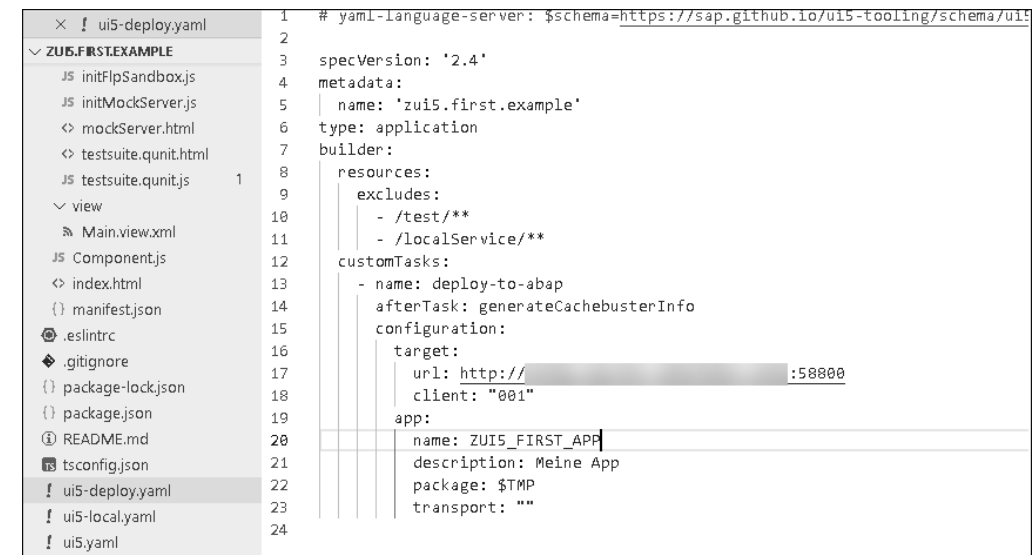 × ! ui5-deploy.yaml
ZUI5.FIRST.EXAMPLE
JS initFlpSandbox.js
JS initMockServer.js
<> mockServer.html
<> testsuite.qunit.html
JS testsuite.qunit.js 1
view
Main.view.xml
JS Component.js
<> index.html
{} manifest.json
.eslintrc
.gitignore
{} package-lock.json
{} package.json
README.md
TS tsconfig.json
! ui5-deploy.yaml
! ui5-local.yaml
! ui5.yaml
1 # yaml-language-server: $schema=https://sap.github.io/ui5-tooling/schema/ui5
2
3 specVersion: '2.4'
4 metadata:
5 name: 'zui5.first.example'
6 type: application
7 builder:
8 resources:
9 excludes:
10 - /test/**
11 - /localService/**
12 customTasks:
13 - name: deploy-to-abap
14 afterTask: generateCachebusterInfo
15 configuration:
16 target:
17 url: http:// :58800
18 client: "001"
19 app:
20 name: ZUI5_FIRST_APP
21 description: Meine App
22 package: $TMP
23 transport: ""
24